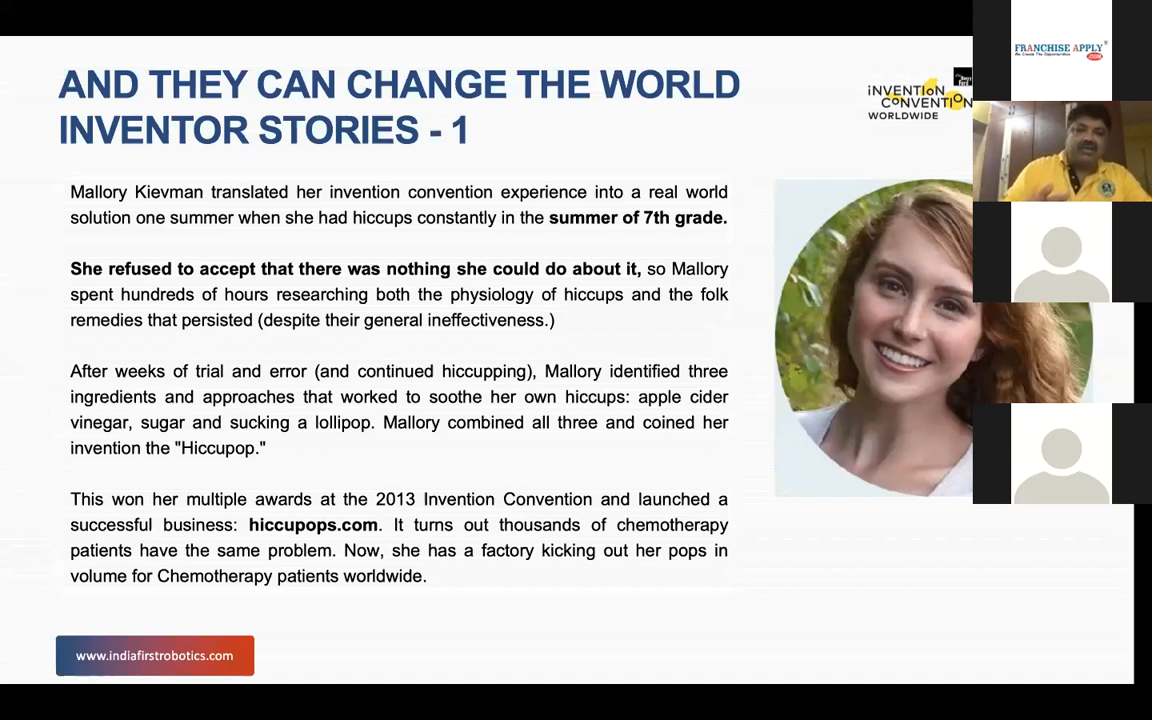 AND THEY CAN CHANGE THE WORLD
INVENTOR STORIES - 1
INVENTION
CONVENTION
WORLDWIDE
FRANCHISE APPLY
We Create The Opportunities
.com
Mallory Kievman translated her invention convention experience into a real world
solution one summer when she had hiccups constantly in the summer of 7th grade.
She refused to accept that there was nothing she could do about it, so Mallory
spent hundreds of hours researching both the physiology of hiccups and the folk
remedies that persisted (despite their general ineffectiveness.)
After weeks of trial and error (and continued hiccupping), Mallory identified three
ingredients and approaches that worked to soothe her own hiccups: apple cider
vinegar, sugar and sucking a lollipop. Mallory combined all three and coined her
invention the "Hiccupop."
This won her multiple awards at the 2013 Invention Convention and launched a
successful business: hiccupops.com. It turns out thousands of chemotherapy
patients have the same problem. Now, she has a factory kicking out her pops in
volume for Chemotherapy patients worldwide.
www.indiafirstrobotics.com